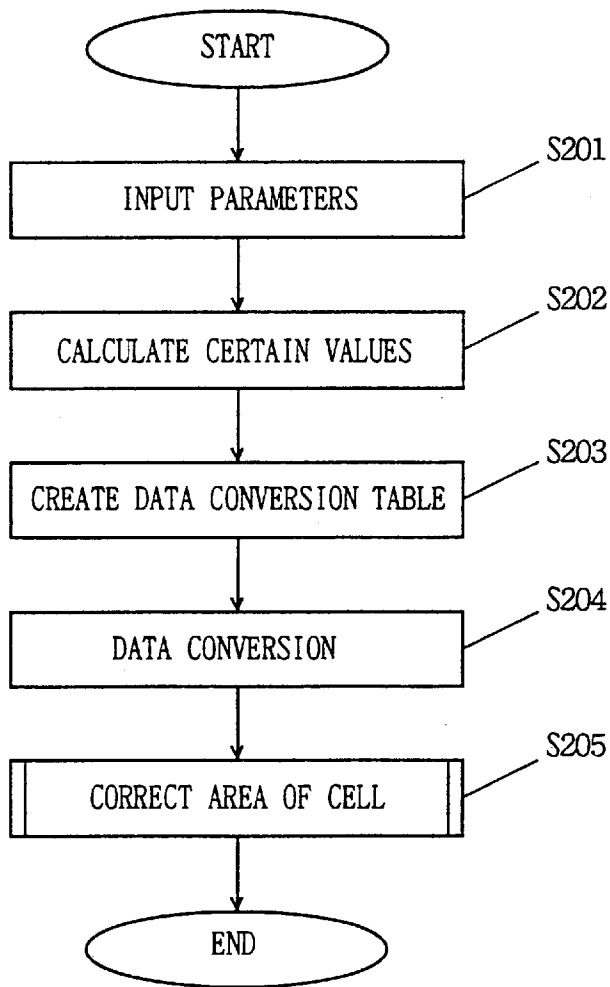 START
S201
INPUT PARAMETERS
S202
CALCULATE CERTAIN VALUES
S203
CREATE DATA CONVERSION TABLE
S204
DATA CONVERSION
S205
CORRECT AREA OF CELL
END